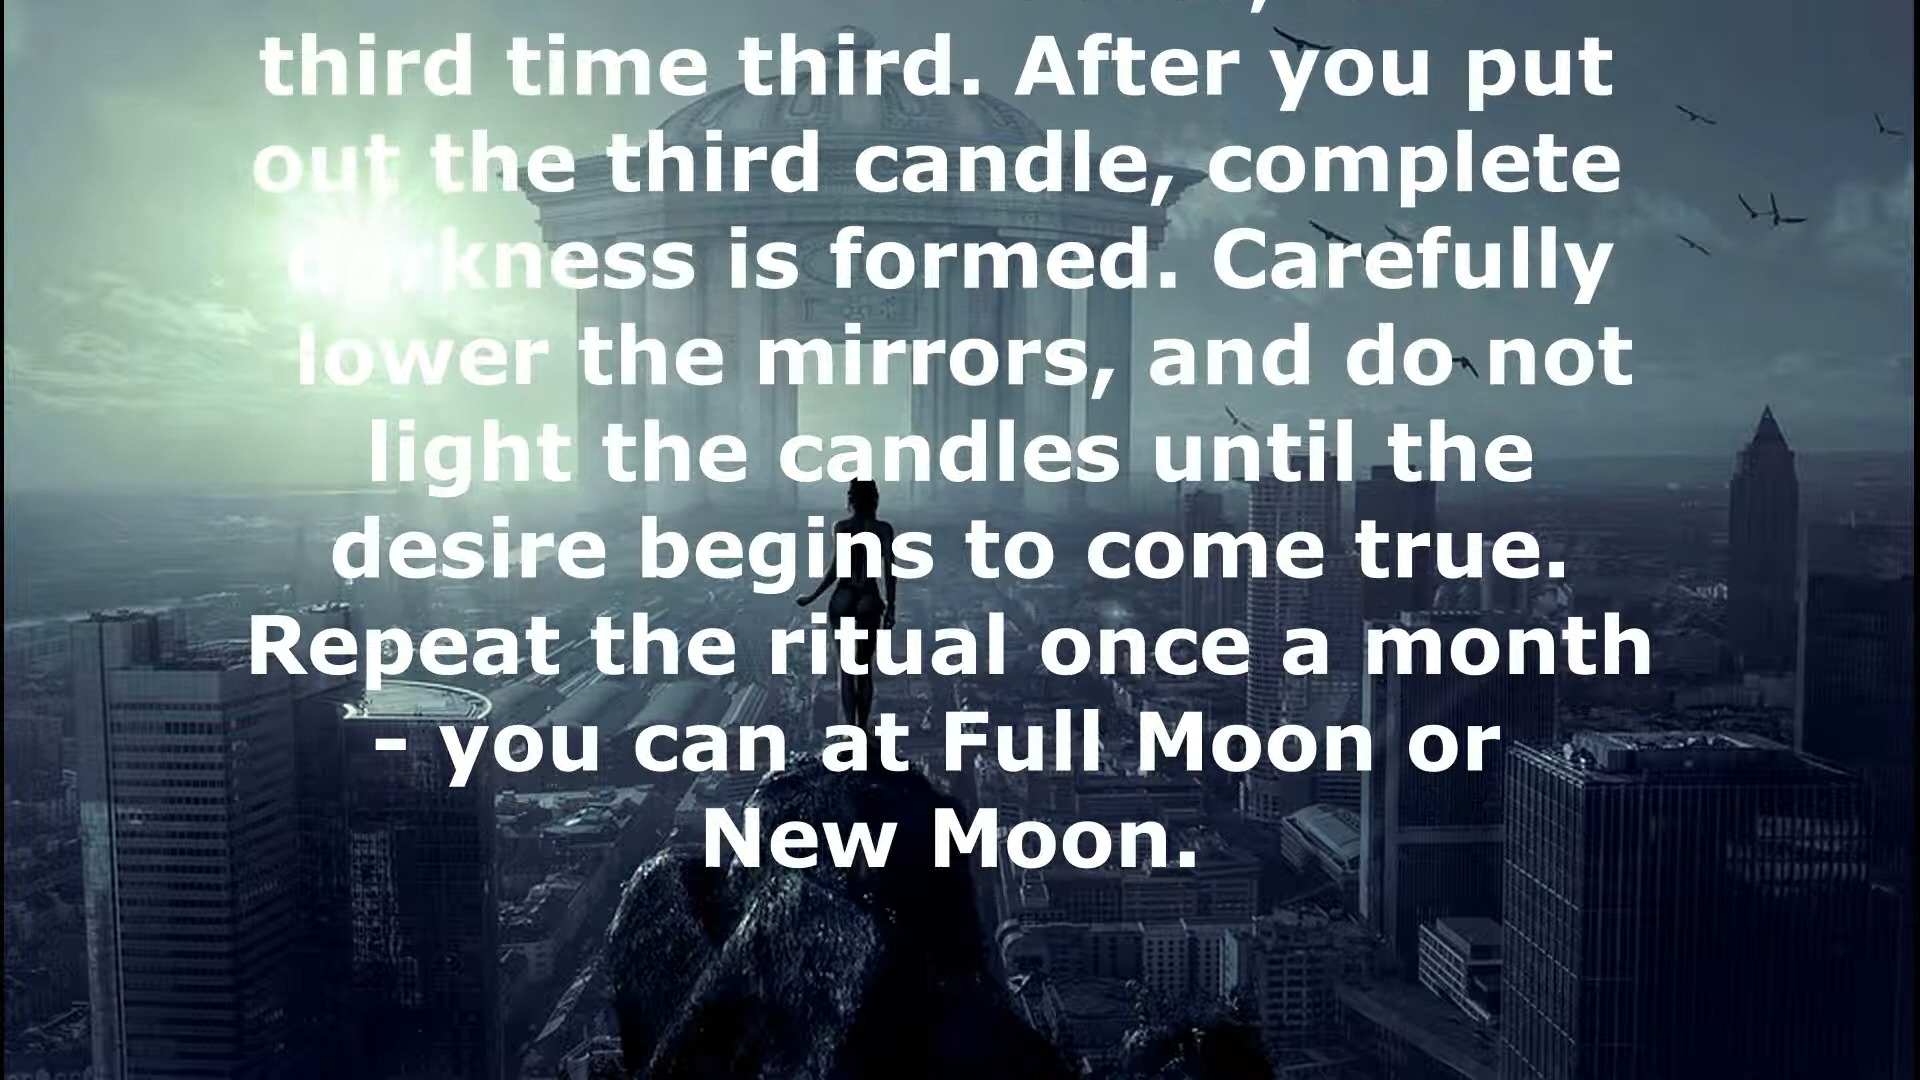 third time third. After you put
out the third candle, complete
darkness is formed. Carefully
lower the mirrors, and do not
light the candles until the
desire begins to come true.
Repeat the ritual once a month
- you can at Full Moon or
New Moon.